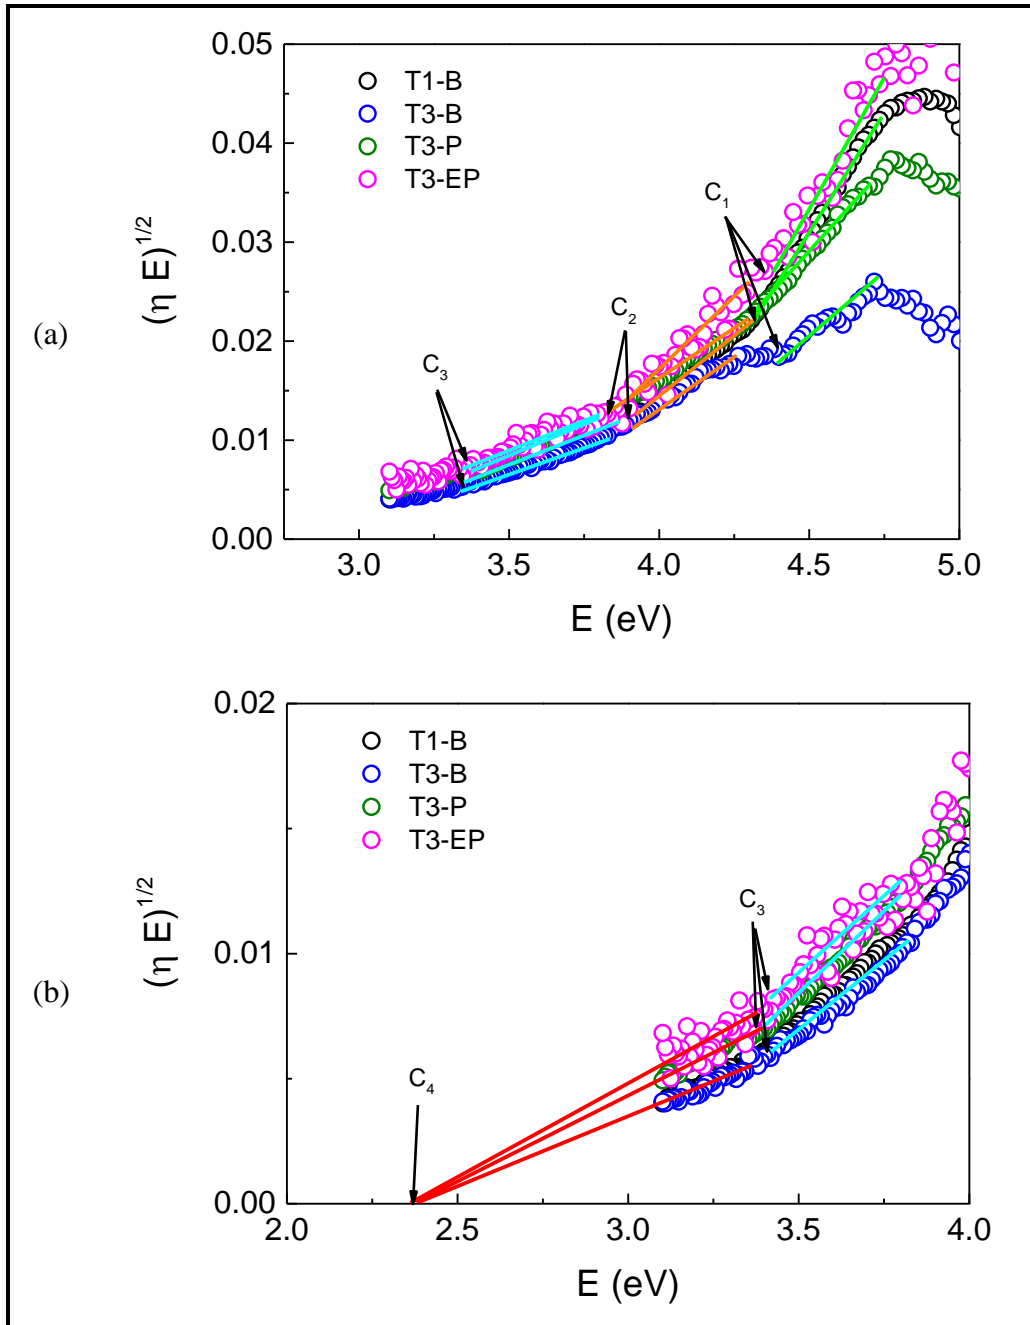 (a)
0.05
0.04
0.03
0.02
0.01
0.00
(η E)^1/2
T1-B
T3-B
T3-P
T3-EP
C₁
C₂
C₃
3.0 3.5 4.0 4.5 5.0
E (eV)
(b)
0.02
0.01
0.00
(η E)^1/2
T1-B
T3-B
T3-P
T3-EP
C₃
C₄
2.0 2.5 3.0 3.5 4.0
E (eV)